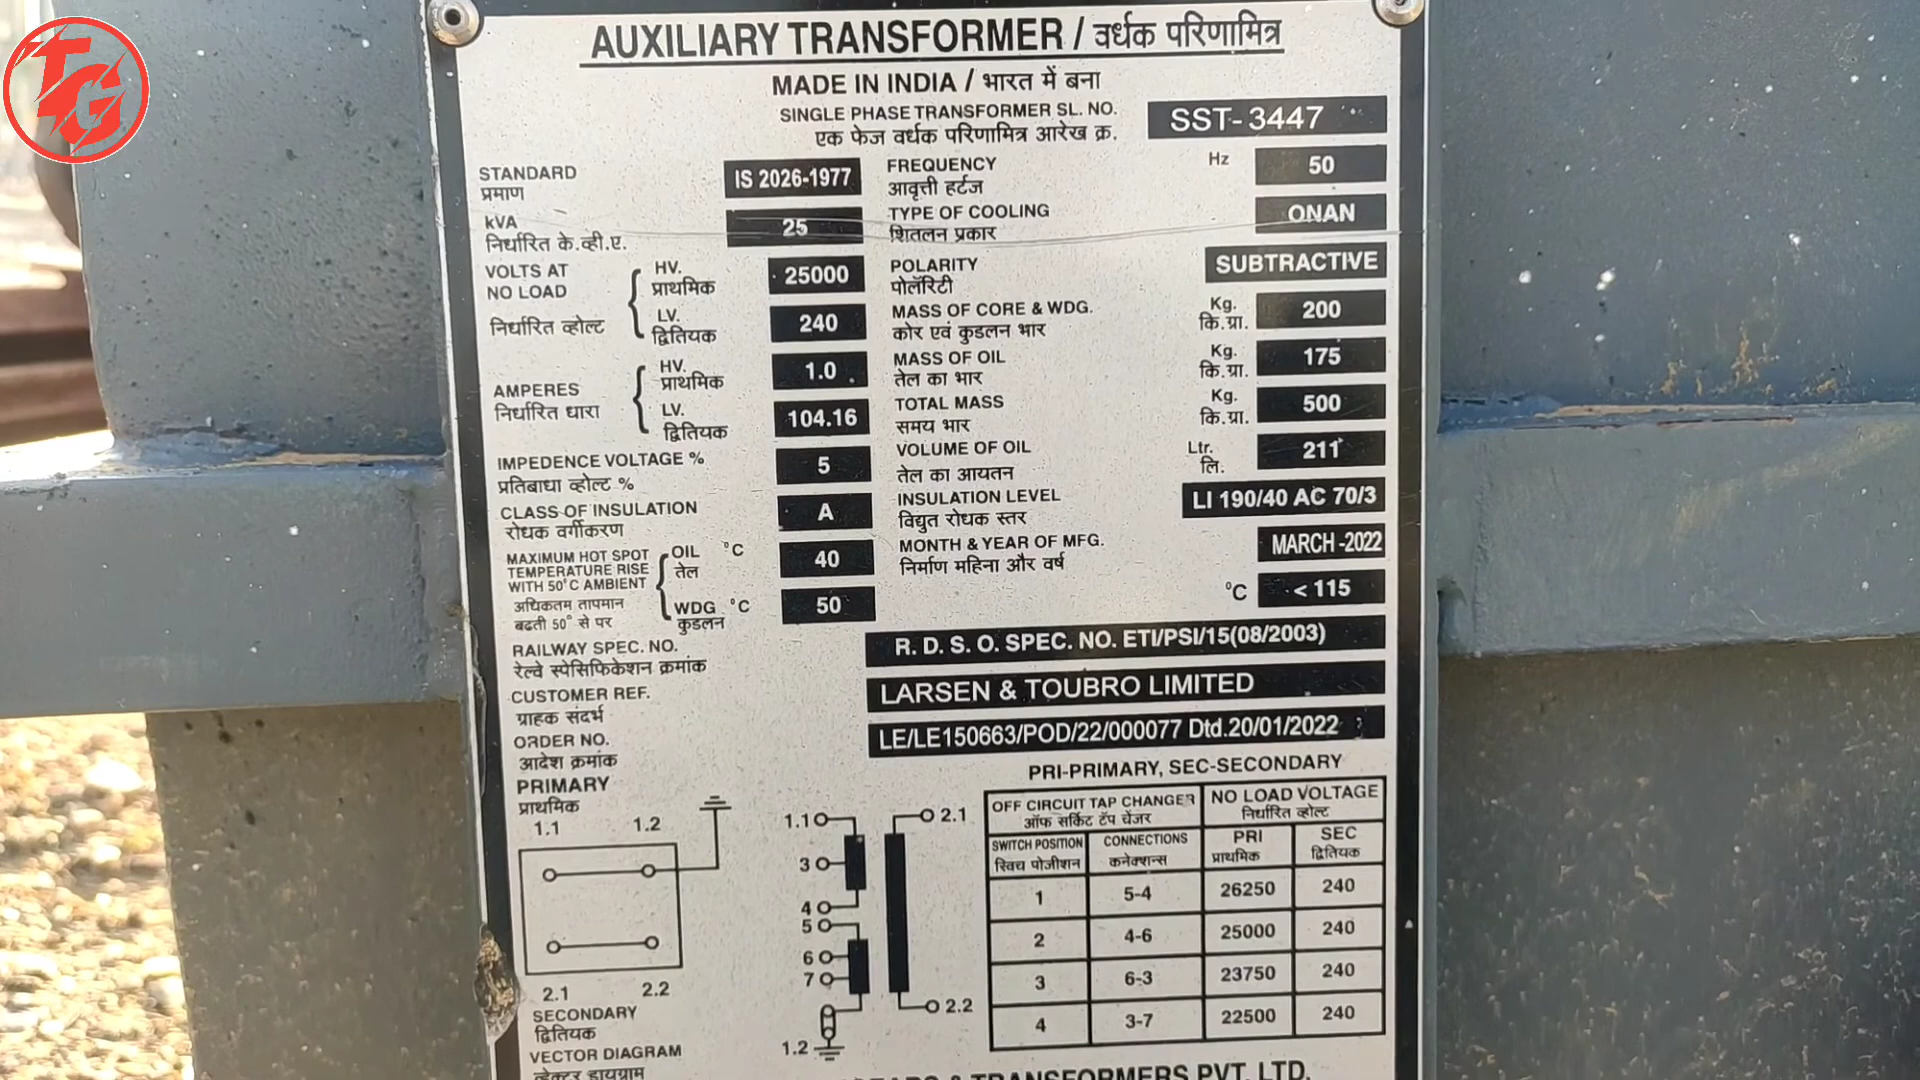 TG
AUXILIARY TRANSFORMER / वर्धक परिणामित्र
MADE IN INDIA / भारत में बना
SINGLE PHASE TRANSFORMER SL. NO. SST-3447
एक फेज वर्धक परिणामित्र आरेख क्र.
STANDARD IS 2026-1977
प्रमाण
kVA 25
निर्धारित के.व्ही.ए.
VOLTS AT NO LOAD HV. 25000
प्राथमिक
निर्धारित व्होल्ट LV. 240
द्वितियक
AMPERES HV. 1.0
प्राथमिक
निर्धारित धारा LV. 104.16
द्वितियक
IMPEDENCE VOLTAGE % 5
प्रतिबाधा व्होल्ट %
CLASS OF INSULATION A
रोधक वर्गीकरण
MAXIMUM HOT SPOT OIL °C 40
TEMPERATURE RISE तेल
WITH 50°C AMBIENT
अधिकतम तापमान WDG °C 50
बढती 50° से पर कुडलन
FREQUENCY Hz 50
आवृत्ती हर्टज
TYPE OF COOLING ONAN
शितलन प्रकार
POLARITY SUBTRACTIVE
पोलॅरिटी
MASS OF CORE & WDG. Kg. 200
कोर एवं कुडलन भार कि.ग्रा.
MASS OF OIL Kg. 175
तेल का भार कि.ग्रा.
TOTAL MASS Kg. 500
समय भार कि.ग्रा.
VOLUME OF OIL Ltr. 211
तेल का आयतन लि.
INSULATION LEVEL LI 190/40 AC 70/3
विद्युत रोधक स्तर
MONTH & YEAR OF MFG. MARCH-2022
निर्माण महिना और वर्ष
°C < 115
RAILWAY SPEC. NO. R. D. S. O. SPEC. NO. ETI/PSI/15(08/2003)
रेल्वे स्पेसिफिकेशन क्रमांक
CUSTOMER REF. LARSEN & TOUBRO LIMITED
ग्राहक संदर्भ
ORDER NO. LE/LE150663/POD/22/000077 Dtd.20/01/2022
आदेश क्रमांक
PRIMARY
प्राथमिक
1.1 1.2
2.1 2.2
SECONDARY
द्वितियक
VECTOR DIAGRAM
व्हेक्टर डायग्राम
1.1 2.1
3
4
5
6
7
2.2
1.2
PRI-PRIMARY, SEC-SECONDARY
OFF CIRCUIT TAP CHANGER NO LOAD VOLTAGE
ऑफ सर्किट टॅप चेंजर निर्धारित व्होल्ट
SWITCH POSITION CONNECTIONS PRI SEC
स्विच पोजीशन कनेक्शन्स प्राथमिक द्वितियक
1 5-4 26250 240
2 4-6 25000 240
3 6-3 23750 240
4 3-7 22500 240
& TRANSFORMERS PVT. LTD.